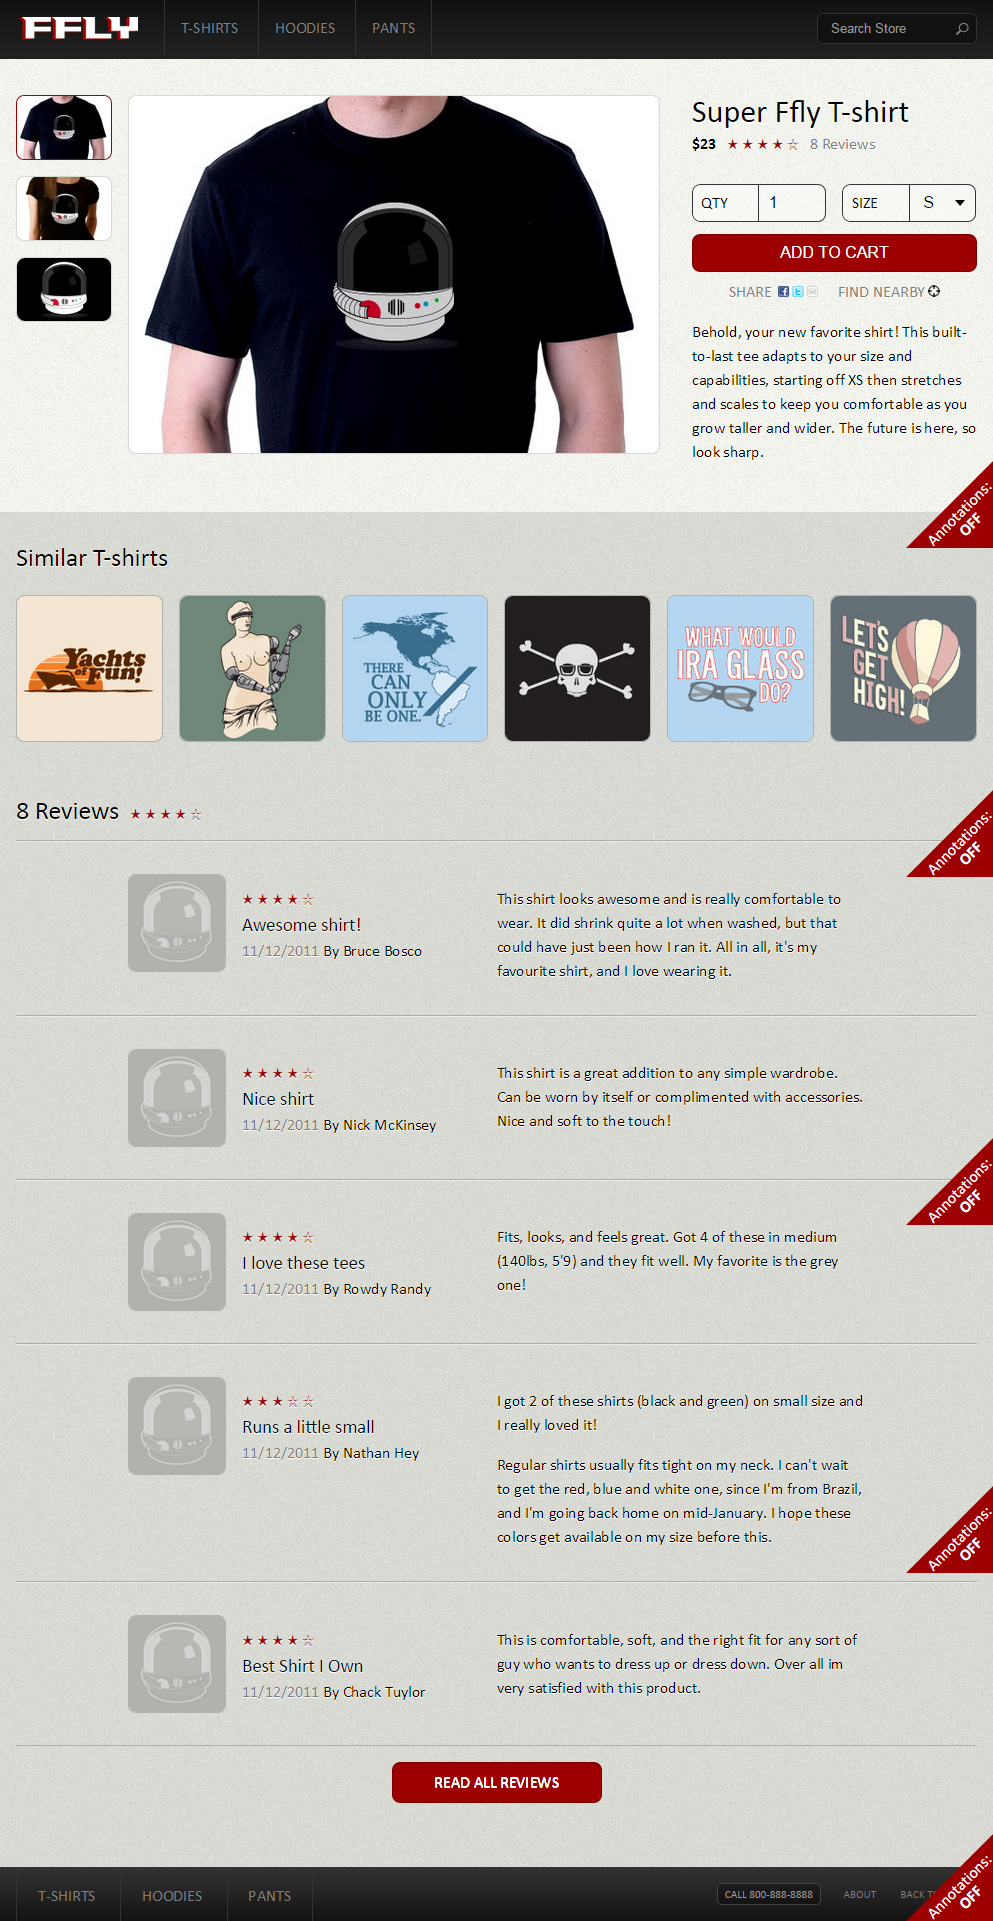 FFLY
T-SHIRTS
HOODIES
PANTS
Search Store
Super Ffly T-shirt
$23 ★★★★☆ 8 Reviews
QTY 1 SIZE S
ADD TO CART
SHARE FIND NEARBY
Behold, your new favorite shirt! This built-
to-last tee adapts to your size and
capabilities, starting off XS then stretches
and scales to keep you comfortable as you
grow taller and wider. The future is here, so
look sharp.
Annotations:
OFF
Similar T-shirts
Yachts
of Fun!
THERE
CAN
ONLY
BE ONE.
WHAT WOULD
IRA GLASS
DO?
LET'S
GET
HIGH!
8 Reviews ★★★★☆
Annotations:
OFF
★★★★☆
Awesome shirt!
11/12/2011 By Bruce Bosco
This shirt looks awesome and is really comfortable to
wear. It did shrink quite a lot when washed, but that
could have just been how I ran it. All in all, it's my
favourite shirt, and I love wearing it.
★★★★☆
Nice shirt
11/12/2011 By Nick McKinsey
This shirt is a great addition to any simple wardrobe.
Can be worn by itself or complimented with accessories.
Nice and soft to the touch!
Annotations:
OFF
★★★★☆
I love these tees
11/12/2011 By Rowdy Randy
Fits, looks, and feels great. Got 4 of these in medium
(140lbs, 5'9) and they fit well. My favorite is the grey
one!
★★★☆☆
Runs a little small
11/12/2011 By Nathan Hey
I got 2 of these shirts (black and green) on small size and
I really loved it!
Regular shirts usually fits tight on my neck. I can't wait
to get the red, blue and white one, since I'm from Brazil,
and I'm going back home on mid-January. I hope these
colors get available on my size before this.
Annotations:
OFF
★★★★☆
Best Shirt I Own
11/12/2011 By Chack Tuylor
This is comfortable, soft, and the right fit for any sort of
guy who wants to dress up or dress down. Over all im
very satisfied with this product.
READ ALL REVIEWS
T-SHIRTS
HOODIES
PANTS
CALL 800-888-8888
ABOUT
BACK
Annotations:
OFF